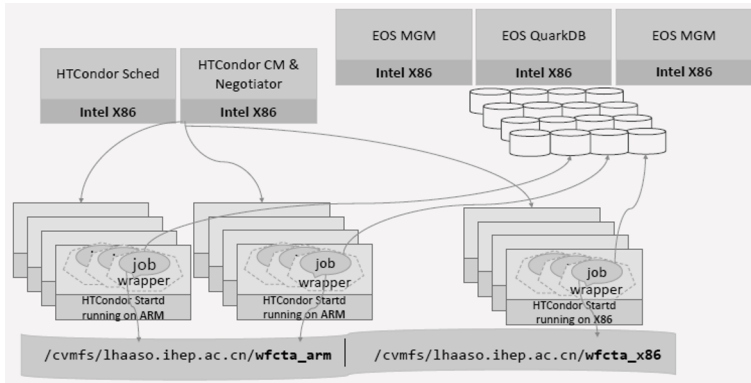 EOS MGM
EOS QuarkDB
EOS MGM
Intel X86
Intel X86
Intel X86
HTCondor Sched
HTCondor CM &
Negotiator
Intel X86
Intel X86
job
wrapper
HTCondor Startd
running on ARM
job
wrapper
HTCondor Startd
running on ARM
job
wrapper
HTCondor Startd
running on X86
/cvmfs/lhaaso.ihep.ac.cn/wfcta_arm
/cvmfs/lhaaso.ihep.ac.cn/wfcta_x86